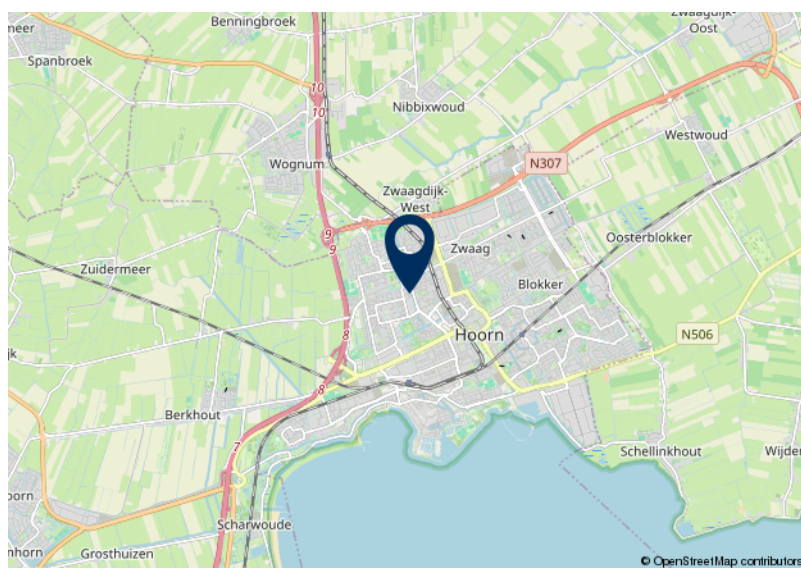 Benningbroek
Zwaagdijk-
Oost
meer
Spanbroek
10
10
Nibbixwoud
Westwoud
Wognum
N307
Zwaagdijk-
West
9
9
Zwaag
Oosterblokker
Zuidermeer
Blokker
8
Hoorn
N506
jk
8
Berkhout
7
Schellinkhout
Wijden
oorn
Scharwoude
nhorn
Grosthuizen
© OpenStreetMap contributors